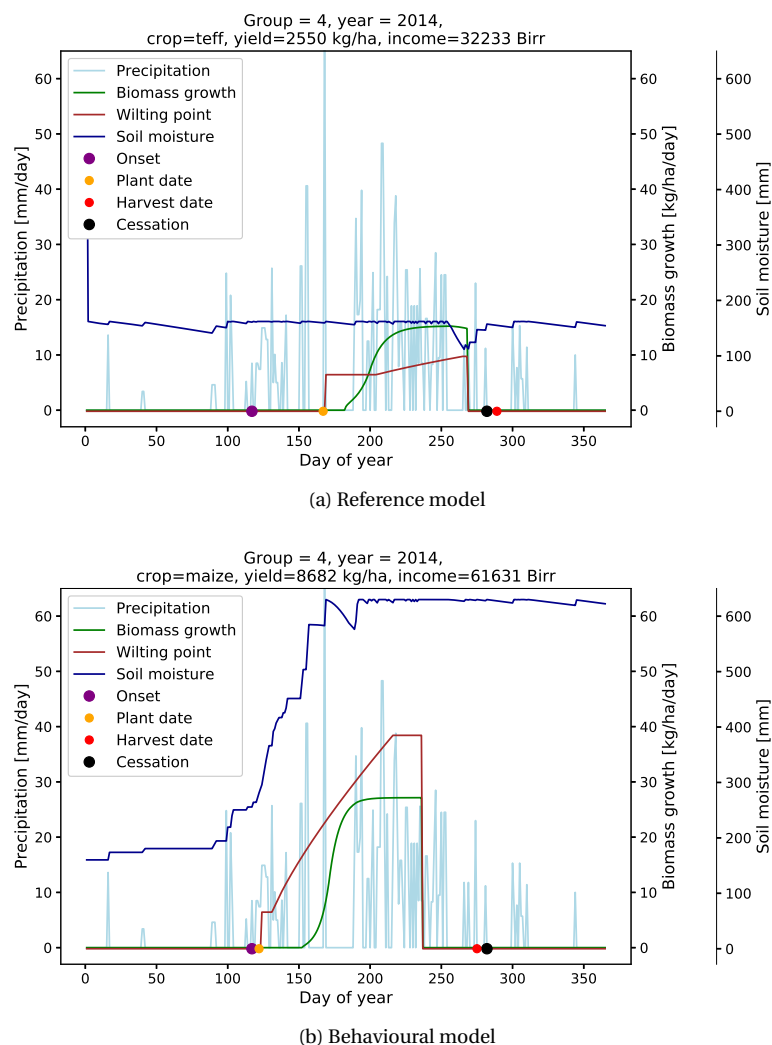 Group = 4, year = 2014,
crop=teff, yield=2550 kg/ha, income=32233 Birr
Precipitation
Biomass growth
Wilting point
Soil moisture
Onset
Plant date
Harvest date
Cessation
Precipitation [mm/day]
60
50
40
30
20
10
0
60
50
40
30
20
10
0
Biomass growth [kg/ha/day]
600
500
400
300
200
100
0
Soil moisture [mm]
0 50 100 150 200 250 300 350
Day of year
(a) Reference model
Group = 4, year = 2014,
crop=maize, yield=8682 kg/ha, income=61631 Birr
Precipitation
Biomass growth
Wilting point
Soil moisture
Onset
Plant date
Harvest date
Cessation
Precipitation [mm/day]
60
50
40
30
20
10
0
60
50
40
30
20
10
0
Biomass growth [kg/ha/day]
600
500
400
300
200
100
0
Soil moisture [mm]
0 50 100 150 200 250 300 350
Day of year
(b) Behavioural model